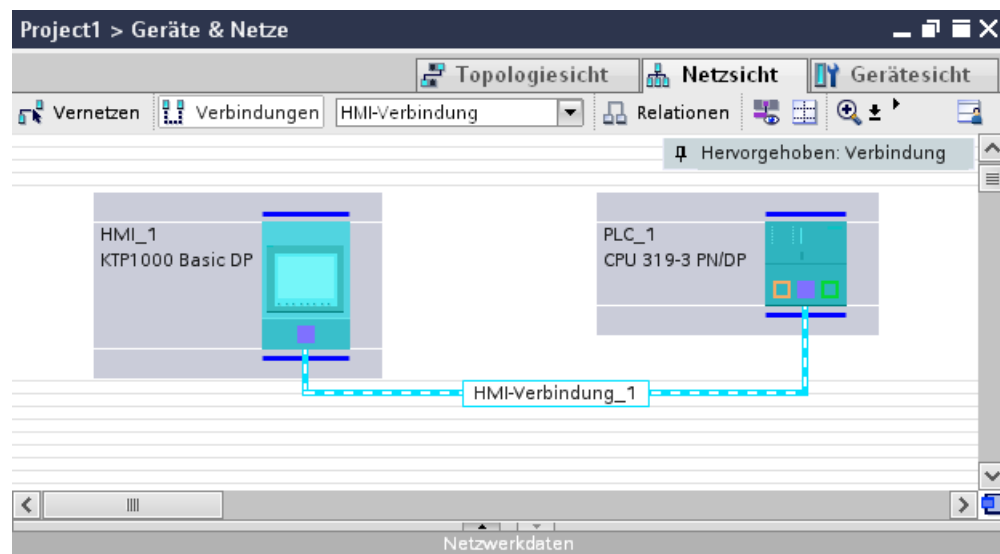 Project1 > Geräte & Netze
Topologiesicht Netzsicht Gerätesicht
Vernetzen Verbindungen HMI-Verbindung Relationen
Hervorgehoben: Verbindung
HMI_1
KTP1000 Basic DP
PLC_1
CPU 319-3 PN/DP
HMI-Verbindung_1
Netzwerkdaten